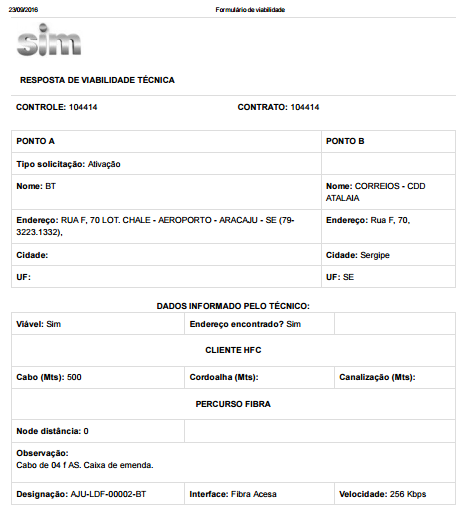 23/09/2016 Formulário de viabilidade
sim
RESPOSTA DE VIABILIDADE TÉCNICA
CONTROLE: 104414 CONTRATO: 104414
PONTO A PONTO B
Tipo solicitação: Ativação
Nome: BT Nome: CORREIOS - CDD
ATALAIA
Endereço: RUA F, 70 LOT. CHALE - AEROPORTO - ARACAJU - SE (79-
3223.1332), Endereço: Rua F, 70,
Cidade: Cidade: Sergipe
UF: UF: SE
DADOS INFORMADO PELO TÉCNICO:
Viável: Sim Endereço encontrado? Sim
CLIENTE HFC
Cabo (Mts): 500 Cordoalha (Mts): Canalização (Mts):
PERCURSO FIBRA
Node distância: 0
Observação:
Cabo de 04 f AS. Caixa de emenda.
Designação: AJU-LDF-00002-BT Interface: Fibra Acesa Velocidade: 256 Kbps